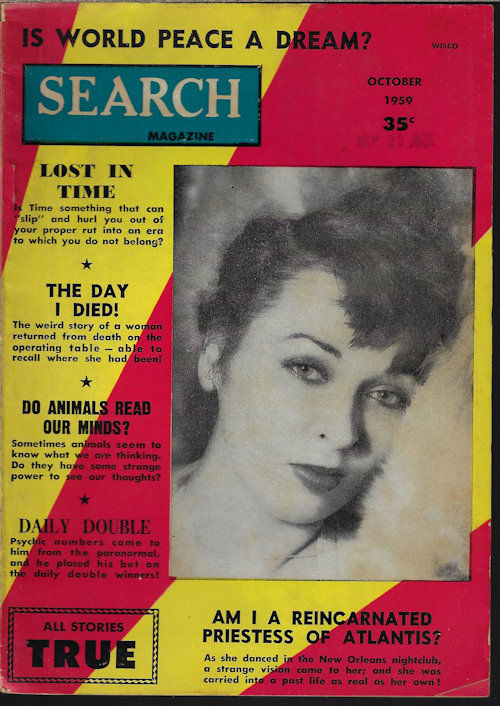 IS WORLD PEACE A DREAM?
WISCO
SEARCH
MAGAZINE
OCTOBER
1959
35¢
SEP 22
LOST IN
TIME
Is Time something that can
"slip" and hurl you out of
your proper rut into an era
to which you do not belong?
THE DAY
I DIED!
The weird story of a woman
returned from death on the
operating table — able to
recall where she had been!
DO ANIMALS READ
OUR MINDS?
Sometimes animals seem to
know what we are thinking.
Do they have some strange
power to see our thoughts?
DAILY DOUBLE
Psychic numbers came to
him from the paranormal,
and he placed his bet on
the daily double winners!
ALL STORIES
TRUE
AM I A REINCARNATED
PRIESTESS OF ATLANTIS?
As she danced in the New Orleans nightclub,
a strange vision came to her; and she was
carried into a past life as real as her own!